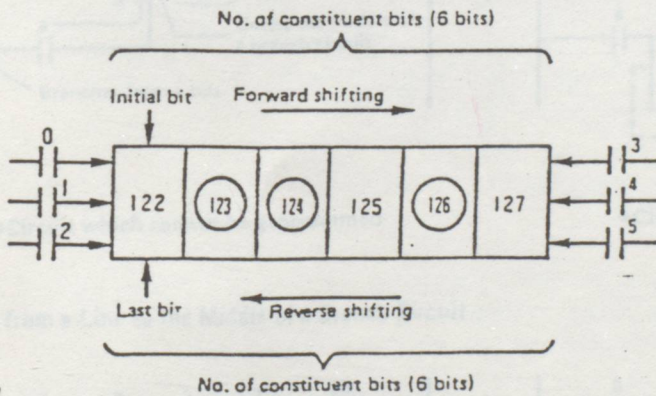 No. of constituent bits (6 bits)
Initial bit Forward shifting
0 3
122 123 124 125 126 127
1 4
2 5
Last bit Reverse shifting
No. of constituent bits (6 bits)